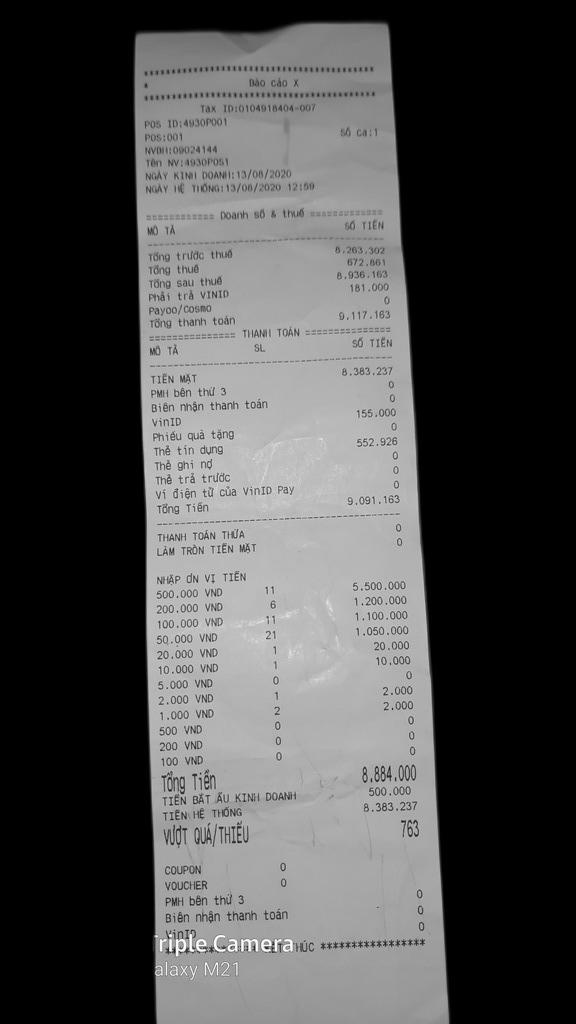 *************************************
* Báo cáo X
*************************************
Tax ID:0104918404-007
POS ID:4930P001
POS:001 Số ca:1
NVBH:09024144
Tên NV:4930POS1
NGÀY KINH DOANH:13/08/2020
NGÀY HỆ THỐNG:13/08/2020 12:59
============ Doanh số & thuế =============
MÔ TẢ SỐ TIỀN
Tổng trước thuế 8.263.302
Tổng thuế 672.861
Tổng sau thuế 8.936.163
Phải trả VINID 181.000
Payoo/Cosmo 0
Tổng thanh toán 9.117.163
=============== THANH TOÁN ===============
MÔ TẢ SL SỐ TIỀN
TIỀN MẶT 8.383.237
PMH bên thứ 3 0
Biên nhận thanh toán 0
VinID 155.000
Phiếu quà tặng 0
Thẻ tín dụng 552.926
Thẻ ghi nợ 0
Thẻ trả trước 0
Ví điện tử của VinID Pay 0
Tổng Tiền 9.091.163
THANH TOÁN THỪA 0
LÀM TRÒN TIỀN MẶT 0
NHẬP ƠN VỊ TIỀN
500.000 VND 11 5.500.000
200.000 VND 6 1.200.000
100.000 VND 11 1.100.000
50.000 VND 21 1.050.000
20.000 VND 1 20.000
10.000 VND 1 10.000
5.000 VND 0 0
2.000 VND 1 2.000
1.000 VND 2 2.000
500 VND 0 0
200 VND 0 0
100 VND 0 0
Tổng Tiền 8.884.000
TIỀN BẮT ẦU KINH DOANH 500.000
TIỀN HỆ THỐNG 8.383.237
VƯỢT QUÁ/THIẾU 763
COUPON 0
VOUCHER 0
PMH bên thứ 3 0
Biên nhận thanh toán 0
VinID 0
THÚC *****************
Triple Camera
alaxy M21